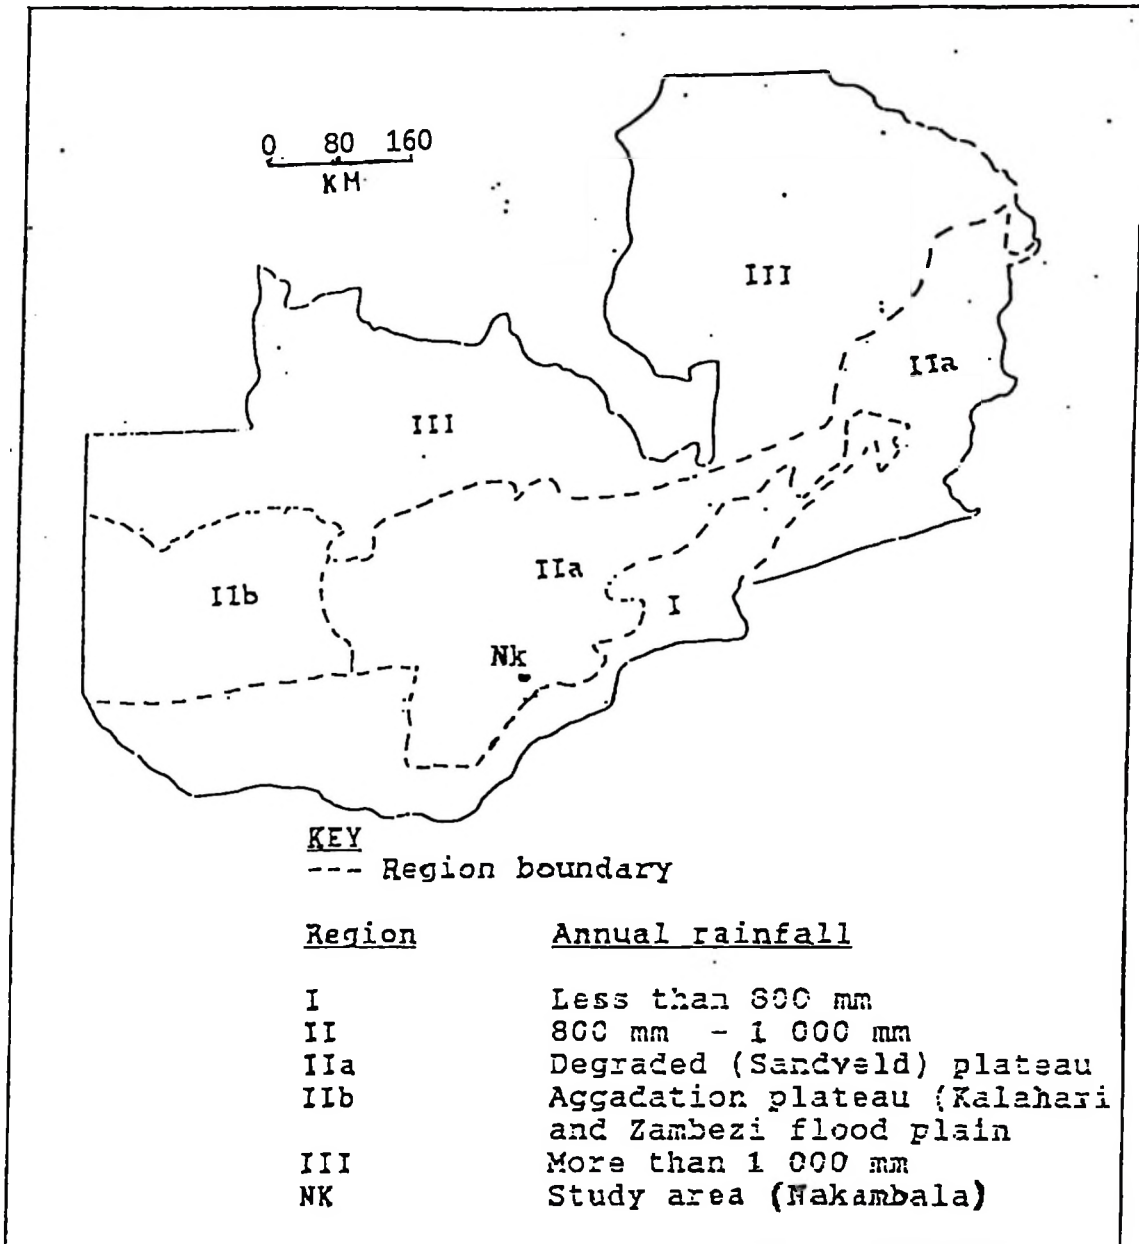 0 80 160
KM
III
IIa
III
IIa
IIb
I
Nk
KEY
--- Region boundary
Region Annual rainfall
I Less than 800 mm
II 800 mm - 1 000 mm
IIa Degraded (Sandveld) plateau
IIb Aggadation plateau (Kalahari
and Zambezi flood plain
III More than 1 000 mm
NK Study area (Nakambala)